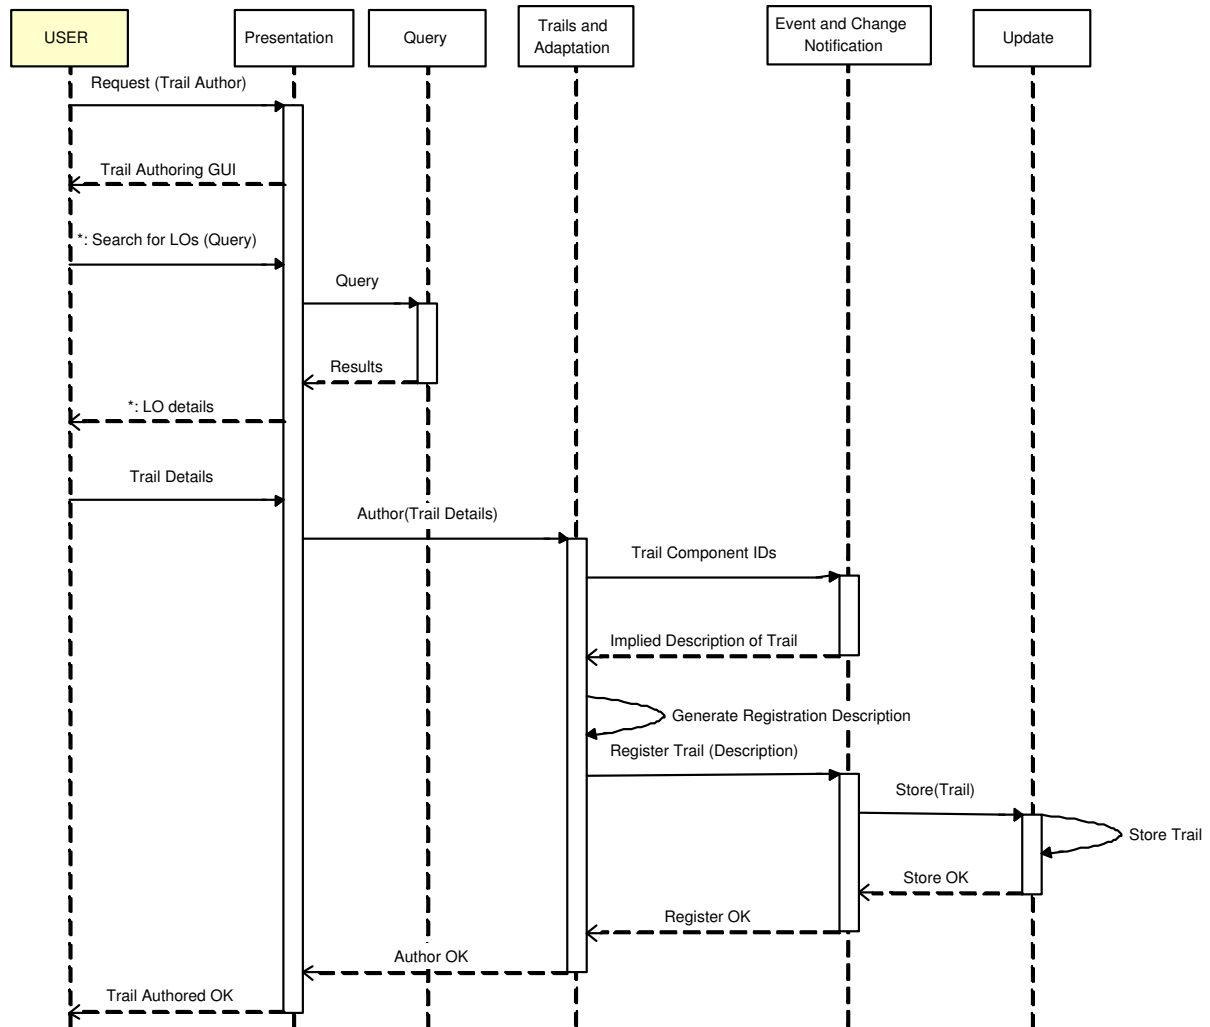 USER
Presentation
Query
Trails and
Adaptation
Event and Change
Notification
Update
Request (Trail Author)
Trail Authoring GUI
*: Search for LOs (Query)
Query
Results
*: LO details
Trail Details
Author(Trail Details)
Trail Component IDs
Implied Description of Trail
Generate Registration Description
Register Trail (Description)
Store(Trail)
Store Trail
Store OK
Register OK
Author OK
Trail Authored OK